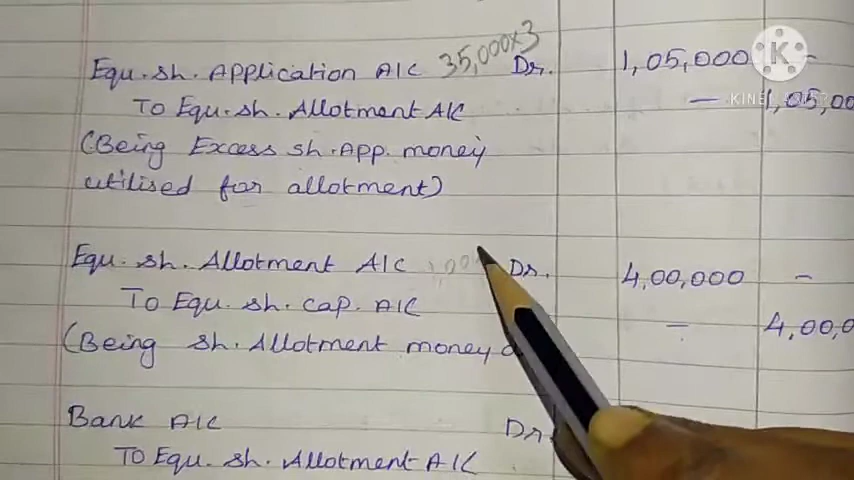 Equ. sh. Application A/C 35,000x3 Dr. 1,05,000 -
To Equ. sh. Allotment A/C - 1,05,00
(Being Excess sh. App. money
utilised for allotment)
Equ. sh. Allotment A/C Dr. 4,00,000 -
To Equ. sh. cap. A/C - 4,00,0
(Being sh. Allotment money
Bank A/C Dr.
To Equ. sh. Allotment A/C
K